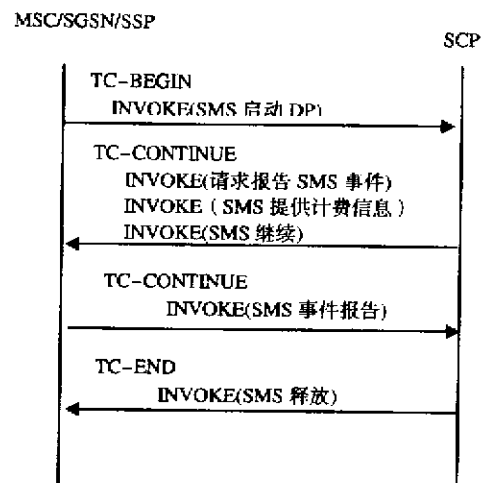 MSC/SGSN/SSP
SCP
TC-BEGIN
INVOKE(SMS 启动 DP)
TC-CONTINUE
INVOKE(请求报告 SMS 事件)
INVOKE（SMS 提供计费信息）
INVOKE(SMS 继续)
TC-CONTINUE
INVOKE(SMS 事件报告)
TC-END
INVOKE(SMS 释放)